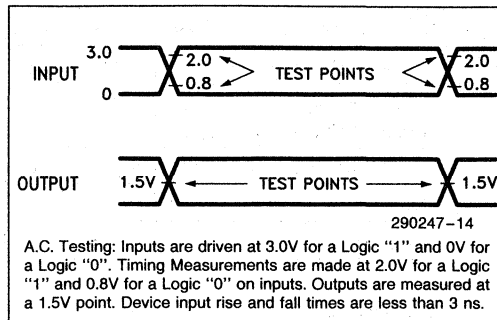 3.0
2.0
2.0
INPUT
TEST POINTS
0.8
0.8
0
OUTPUT
1.5V
TEST POINTS
1.5V
290247–14
A.C. Testing: Inputs are driven at 3.0V for a Logic "1" and 0V for
a Logic "0". Timing Measurements are made at 2.0V for a Logic
"1" and 0.8V for a Logic "0" on inputs. Outputs are measured at
a 1.5V point. Device input rise and fall times are less than 3 ns.